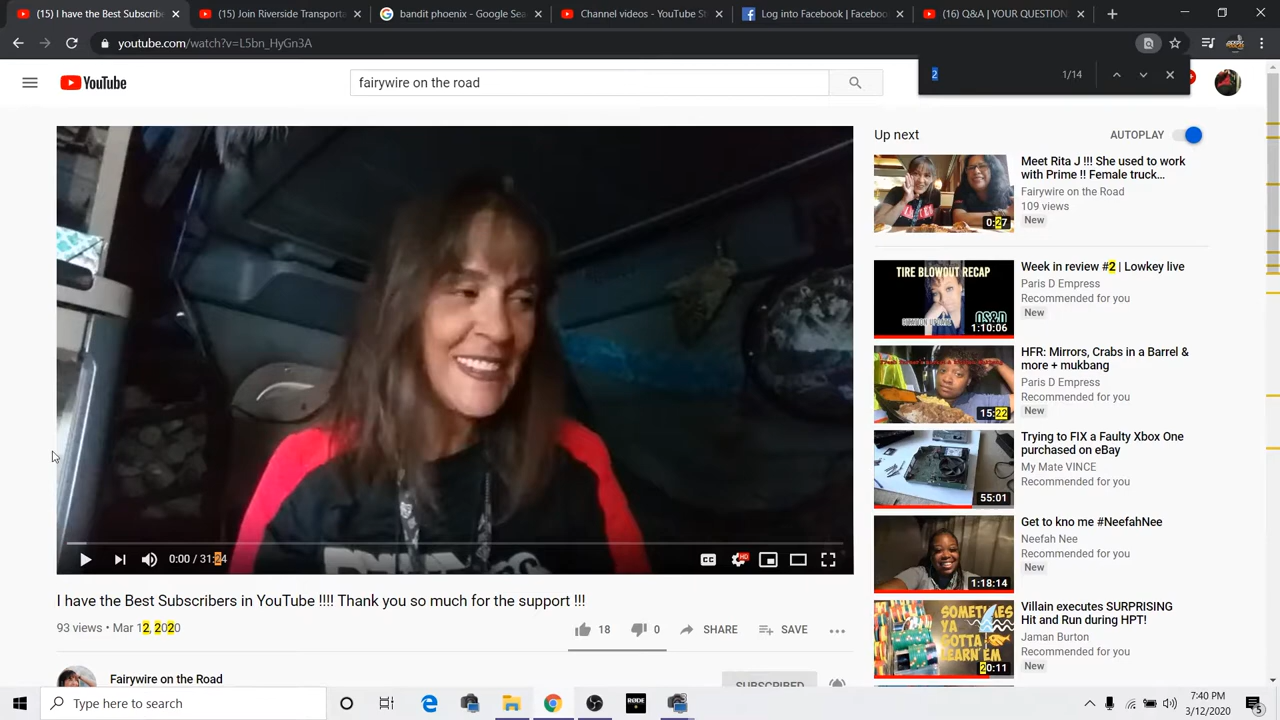 (15) I have the Best Subscribe
(15) Join Riverside Transporta
bandit phoenix - Google Sea
Channel videos - YouTube S
Log into Facebook | Faceboo
(16) Q&A | YOUR QUESTION
youtube.com/watch?v=L5bn_HyGn3A
2
1/14
YouTube
fairywire on the road
Up next
AUTOPLAY
Meet Rita J !!! She used to work
with Prime !! Female truck...
Fairywire on the Road
109 views
New
0:27
TIRE BLOWOUT RECAP
1:10:06
Week in review #2 | Lowkey live
Paris D Empress
Recommended for you
New
15:22
HFR: Mirrors, Crabs in a Barrel &
more + mukbang
Paris D Empress
Recommended for you
New
55:01
Trying to FIX a Faulty Xbox One
purchased on eBay
My Mate VINCE
Recommended for you
1:18:14
Get to kno me #NeefahNee
Neefah Nee
Recommended for you
New
SOMETIMES
YA
GOTTA
LEARN 'EM
20:11
Villain executes SURPRISING
Hit and Run during HPT!
Jaman Burton
Recommended for you
New
0:00 / 31:24
CC
HD
I have the Best Subscribers in YouTube !!!! Thank you so much for the support !!!
93 views • Mar 12, 2020
18
0
SHARE
SAVE
Fairywire on the Road
SUBSCRIBED
Type here to search
RØDE
7:40 PM
3/12/2020
5